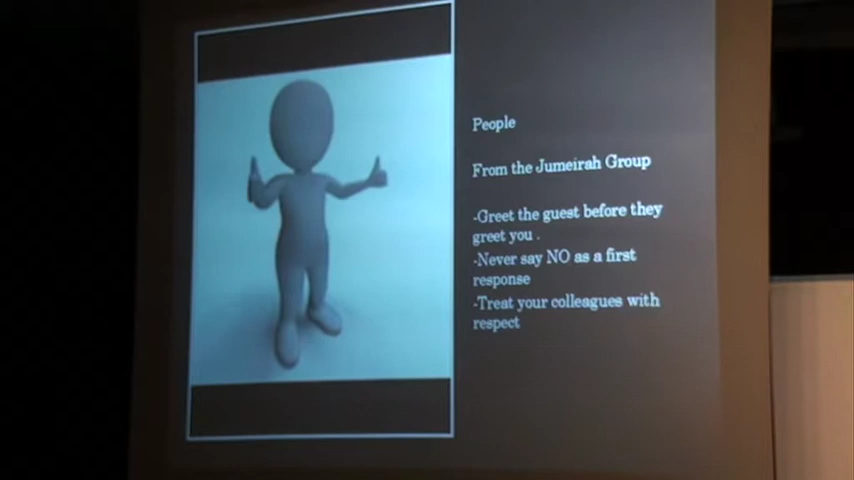 People
From the Jumeirah Group
-Greet the guest before they
greet you .
-Never say NO as a first
response
-Treat your colleagues with
respect